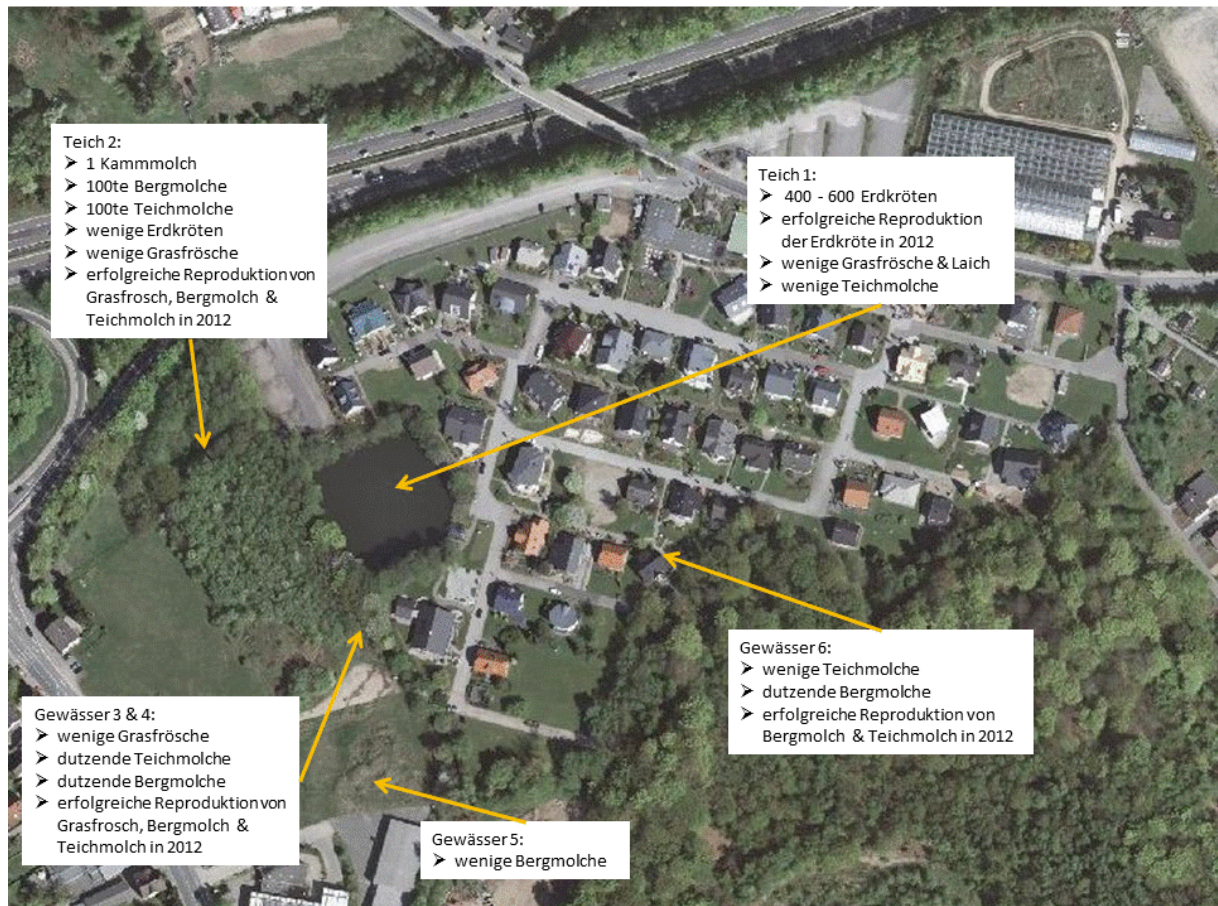 Teich 2:
➤ 1 Kammmolch
➤ 100te Bergmolche
➤ 100te Teichmolche
➤ wenige Erdkröten
➤ wenige Grasfrösche
➤ erfolgreiche Reproduktion von
Grasfrosch, Bergmolch &
Teichmolch in 2012
Teich 1:
➤ 400 - 600 Erdkröten
➤ erfolgreiche Reproduktion
der Erdkröte in 2012
➤ wenige Grasfrösche & Laich
➤ wenige Teichmolche
Gewässer 6:
➤ wenige Teichmolche
➤ dutzende Bergmolche
➤ erfolgreiche Reproduktion von
Bergmolch & Teichmolch in 2012
Gewässer 3 & 4:
➤ wenige Grasfrösche
➤ dutzende Teichmolche
➤ dutzende Bergmolche
➤ erfolgreiche Reproduktion von
Grasfrosch, Bergmolch &
Teichmolch in 2012
Gewässer 5:
➤ wenige Bergmolche